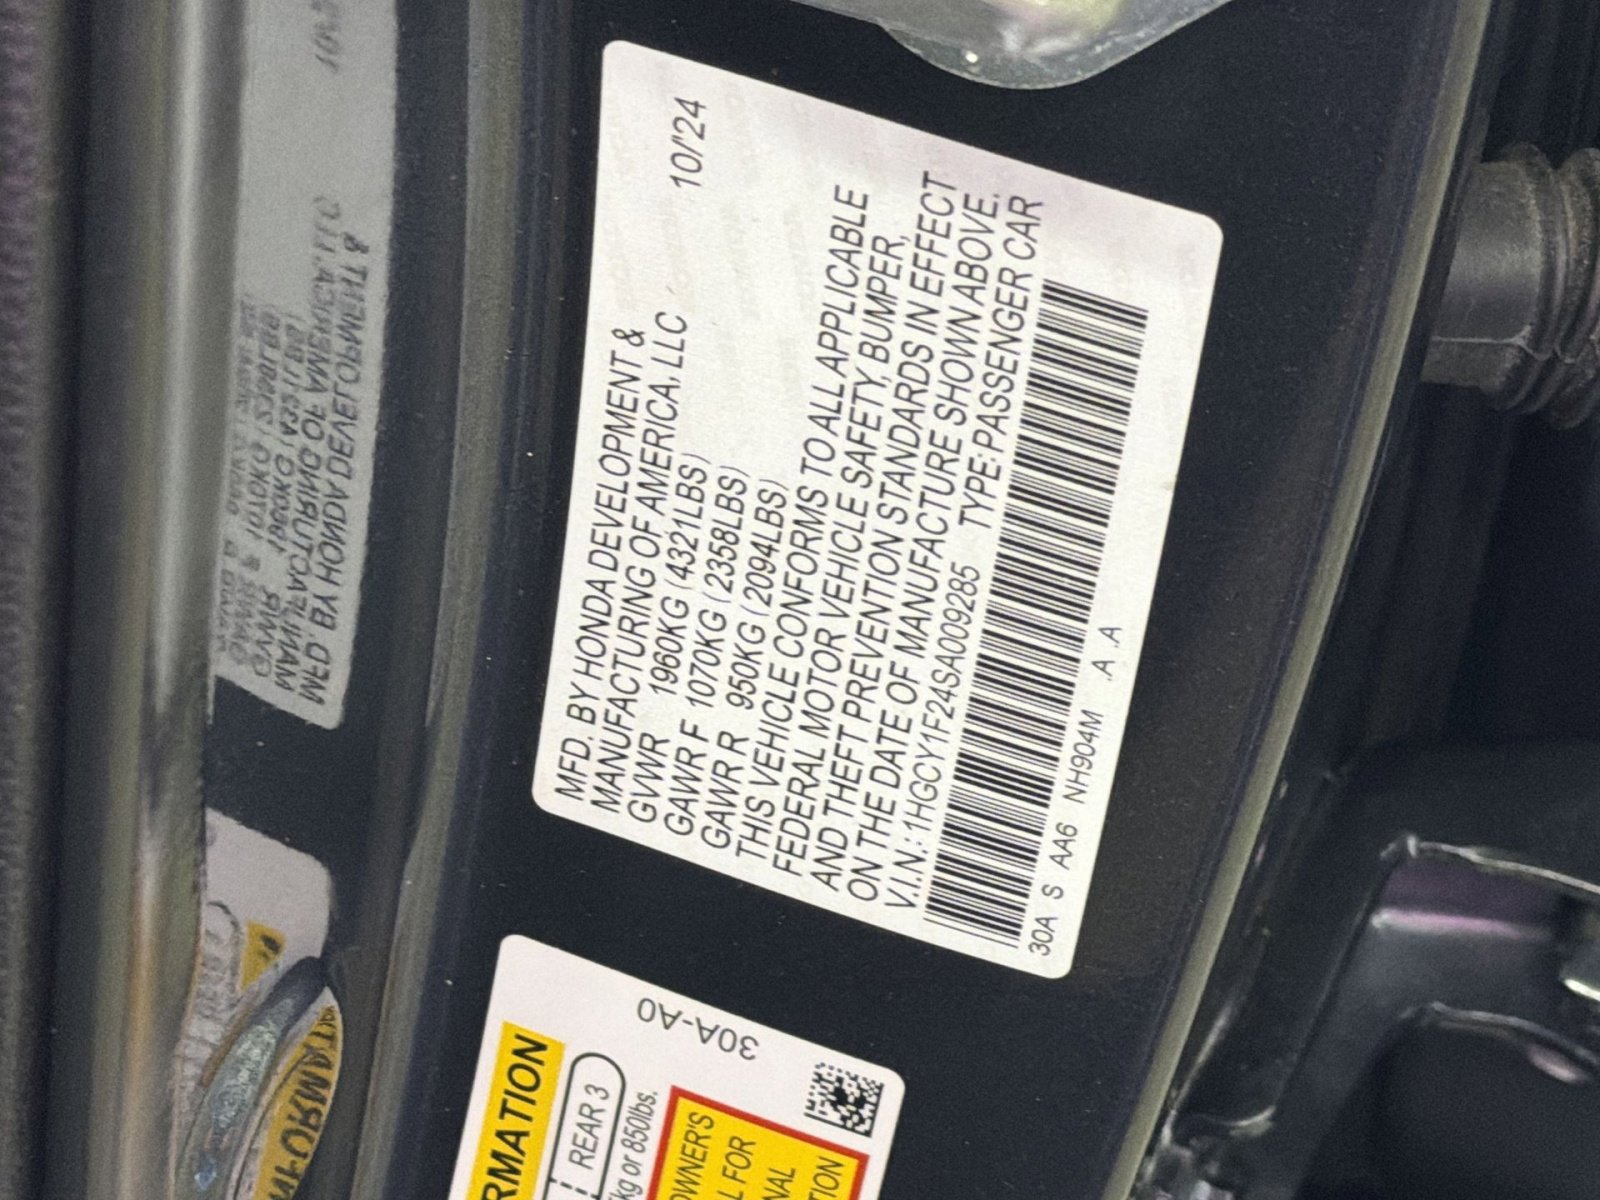 MFD. BY HONDA DEVELOPMENT &
MANUFACTURING OF AMERICA, LLC 10/'24
GVWR 1960KG (4321LBS)
GAWR F 1070KG (2358LBS)
GAWR R 950KG (2094LBS)
THIS VEHICLE CONFORMS TO ALL APPLICABLE
FEDERAL MOTOR VEHICLE SAFETY, BUMPER,
AND THEFT PREVENTION STANDARDS IN EFFECT
ON THE DATE OF MANUFACTURE SHOWN ABOVE.
V.I.N.: 1HGCY1F24SA009285 TYPE:PASSENGER CAR
30A S AA6 NH904M .A .A
30A-A0
RMATION
REAR 3
kg or 850lbs.
OWNER'S
L FOR
NAL
TION